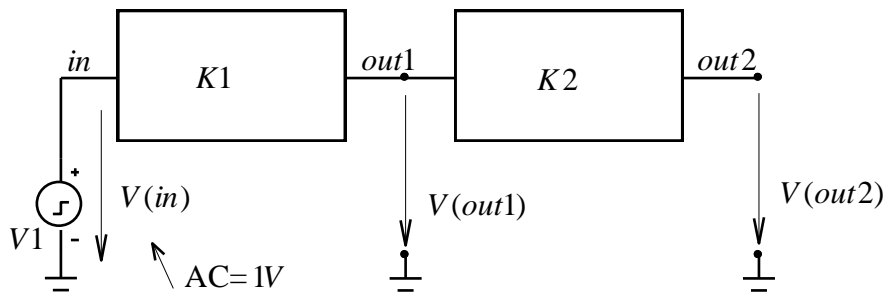 in
K1
out1
K2
out2
+
V(in)
V(out1)
V(out2)
V1
-
AC=1V